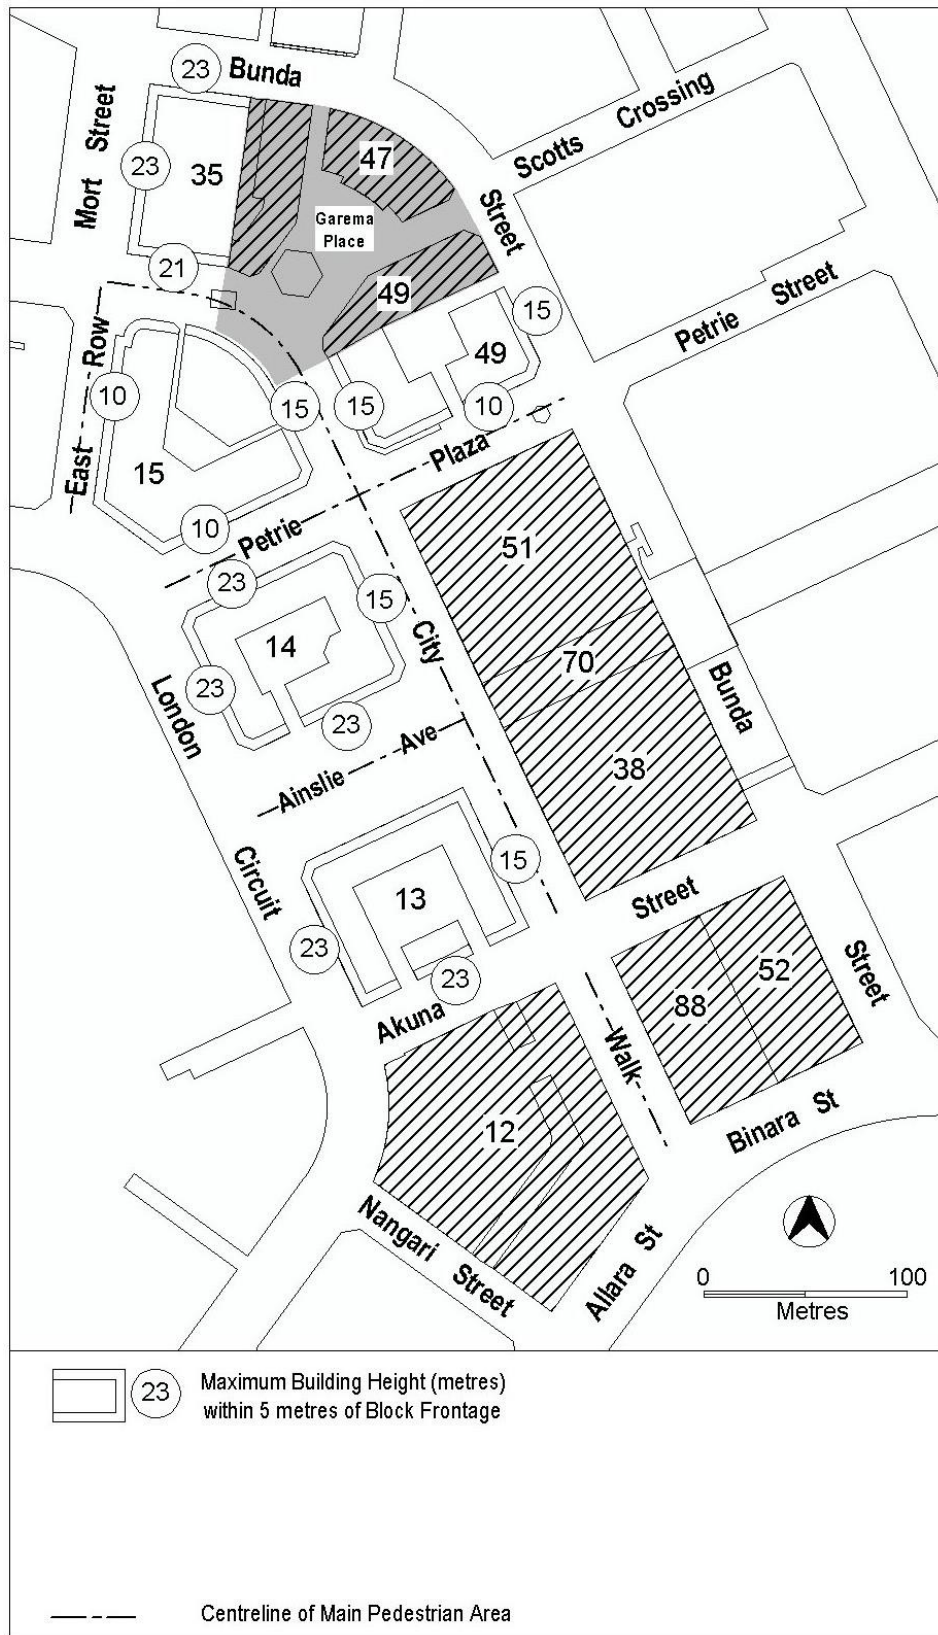 23
Bunda
Mort Street
Scotts Crossing
23
35
47
Garema
Place
Street
21
49
Petrie Street
15
49
East Row
10
15
15
10
Plaza
15
10
Petrie
51
23
15
City
14
70
23
London
Bunda
23
Ainslie Ave
38
Circuit
15
13
Street
23
23
Street
52
88
Akuna
Walk
12
Binara St
Nangari Street
Allara St
0 100
Metres
23
Maximum Building Height (metres)
within 5 metres of Block Frontage
Centreline of Main Pedestrian Area